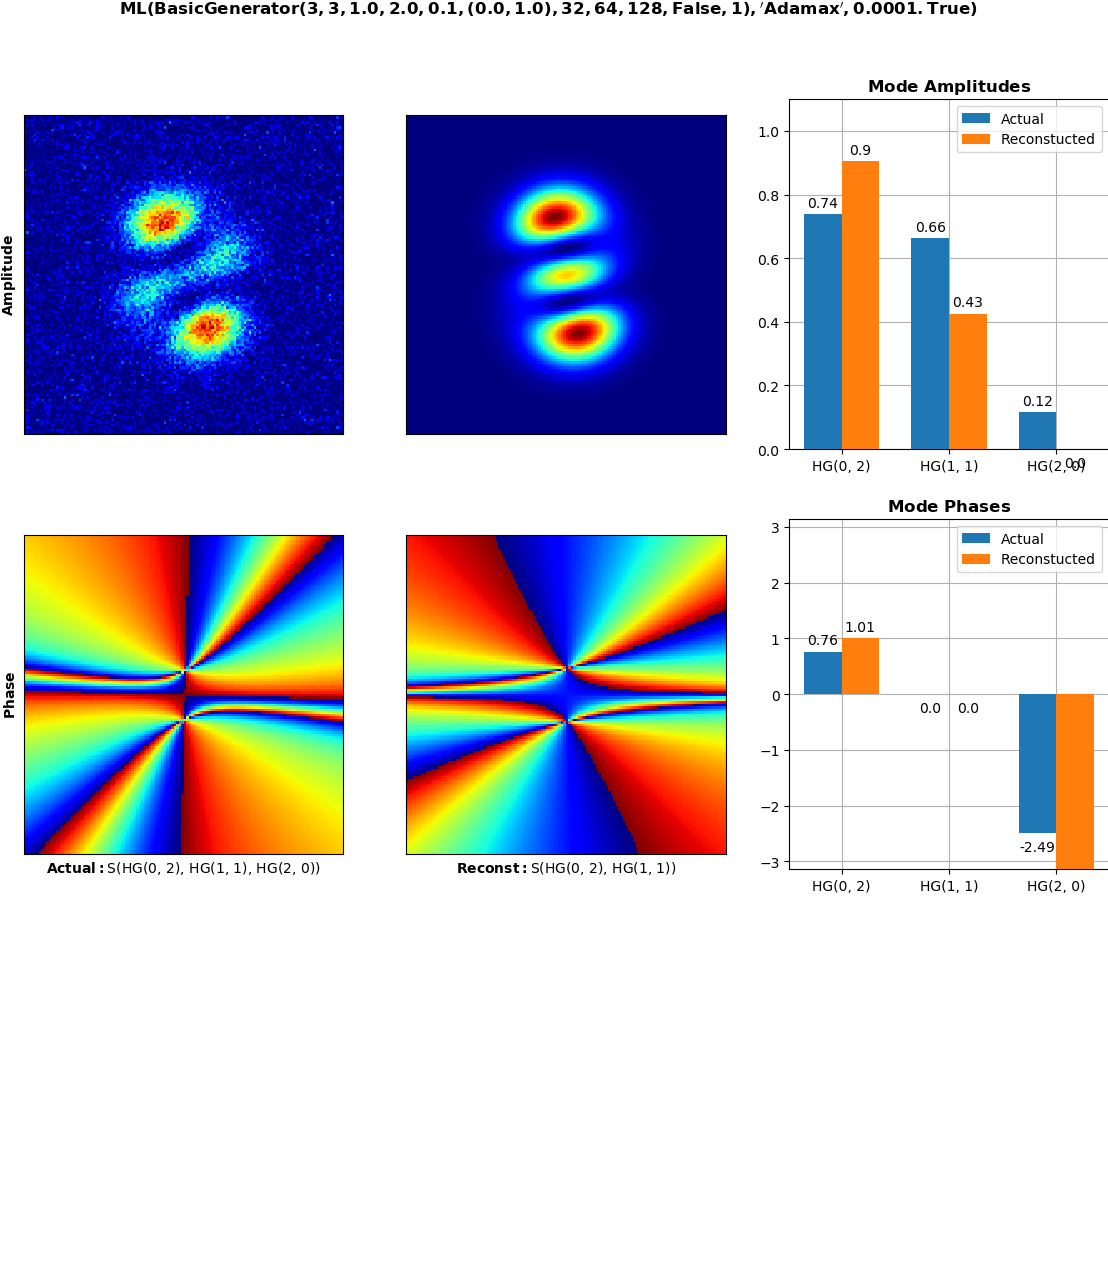 ML(BasicGenerator(3, 3, 1.0, 2.0, 0.1, (0.0, 1.0), 32, 64, 128, False, 1), ′Adamax′, 0.0001. True)
Amplitude
Mode Amplitudes
Actual
Reconstucted
1.0
0.8
0.6
0.4
0.2
0.0
0.74
0.9
0.66
0.43
0.12
0.0
HG(0, 2)
HG(1, 1)
HG(2, 0)
Phase
Actual: S(HG(0, 2), HG(1, 1), HG(2, 0))
Reconst: S(HG(0, 2), HG(1, 1))
Mode Phases
Actual
Reconstucted
3
2
1
0
−1
−2
−3
0.76
1.01
0.0
0.0
-2.49
HG(0, 2)
HG(1, 1)
HG(2, 0)